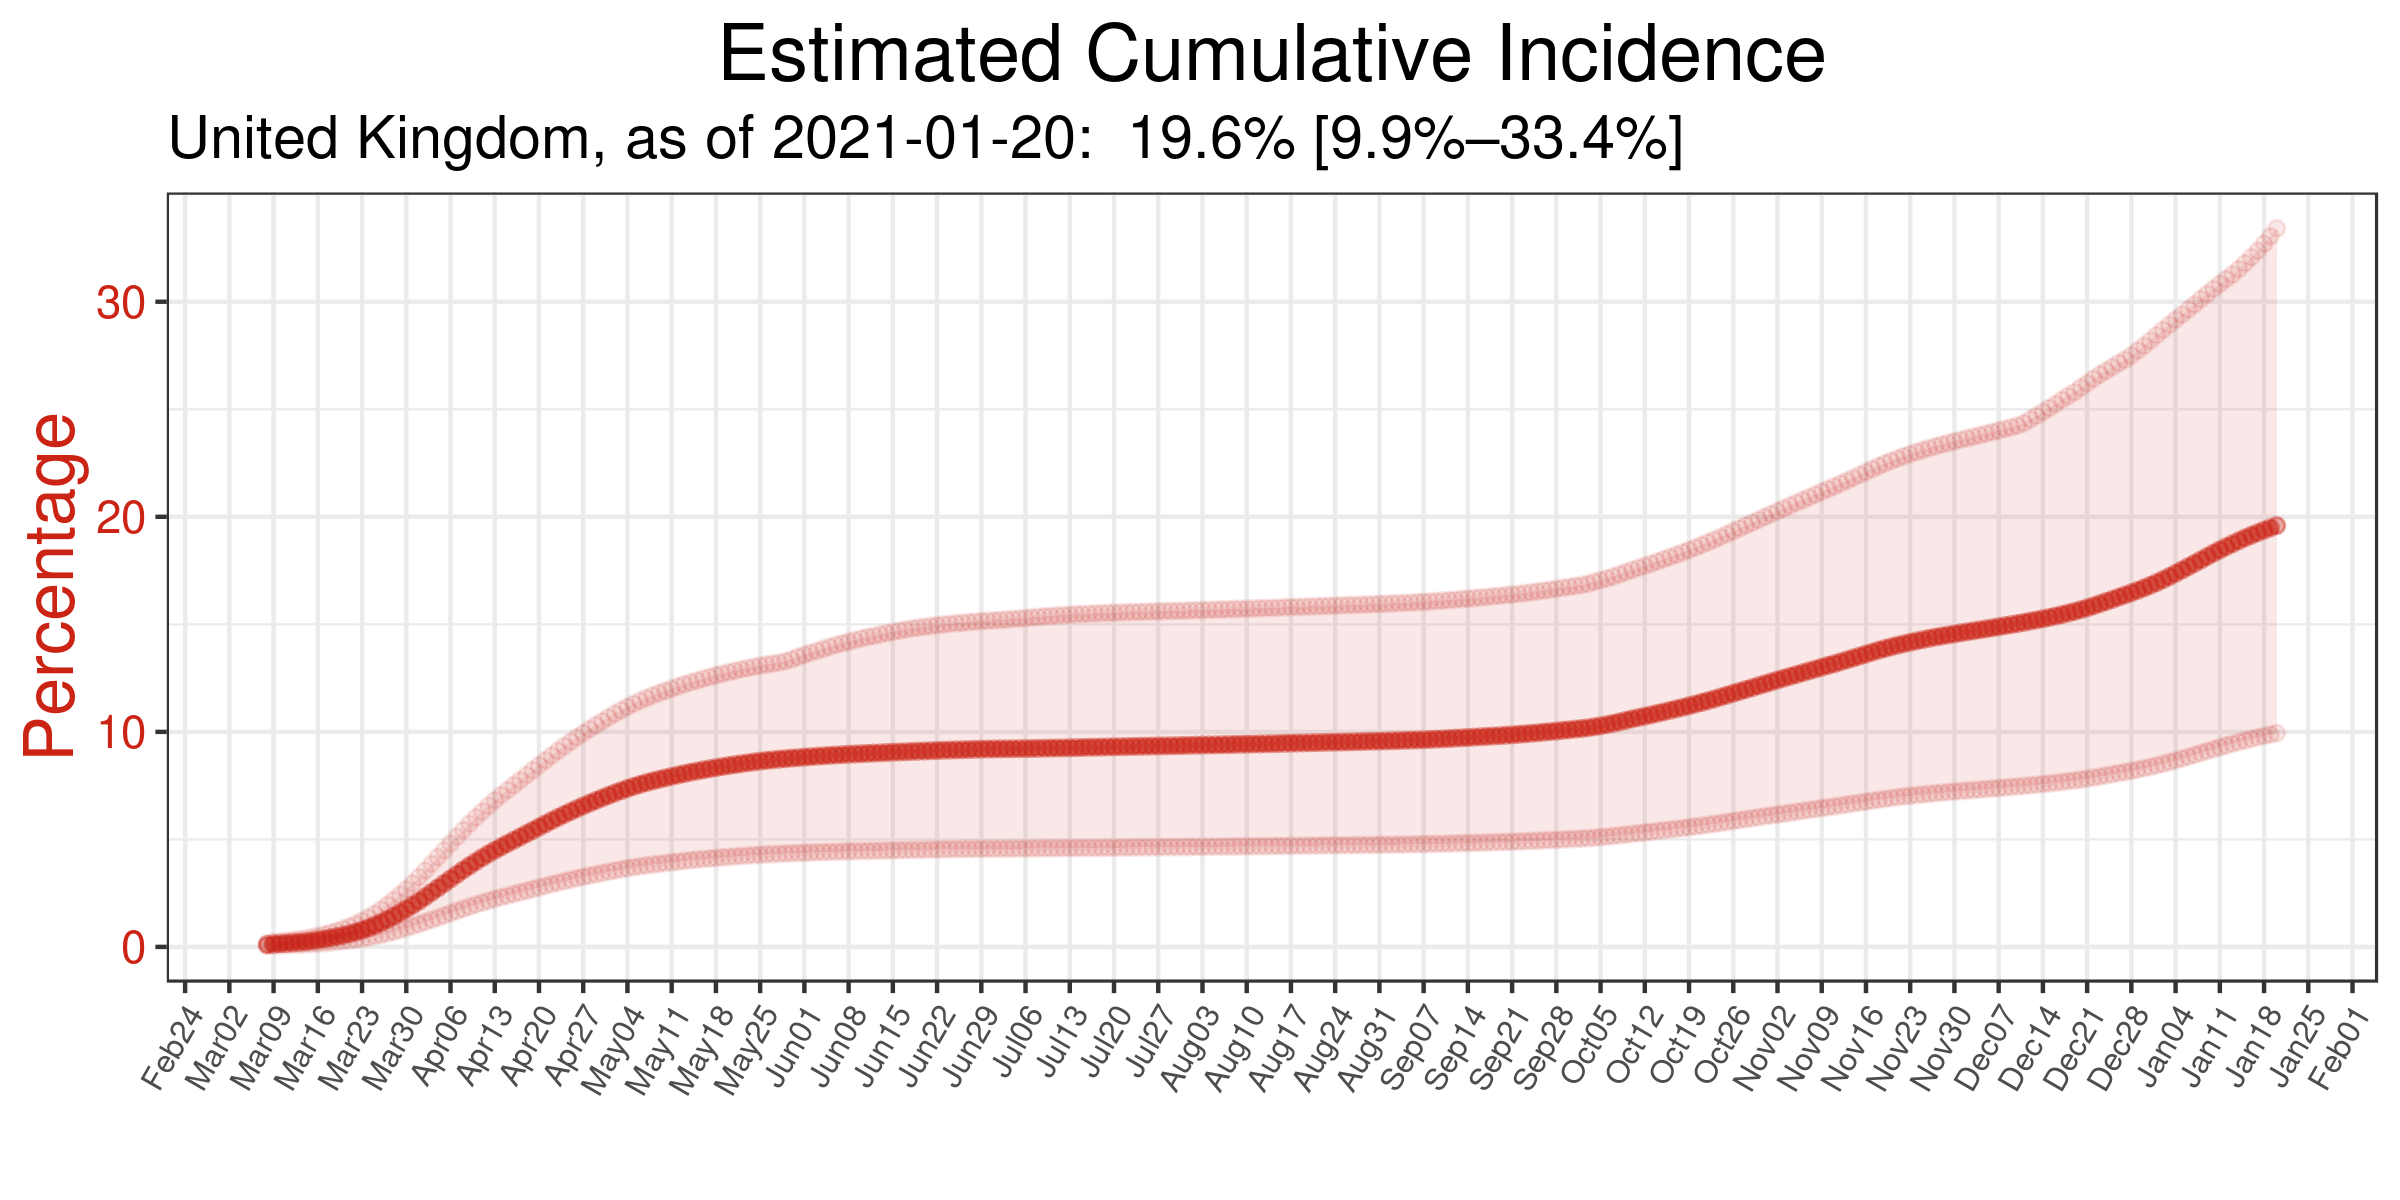 Estimated Cumulative Incidence
United Kingdom, as of 2021-01-20:  19.6% [9.9%–33.4%]
Percentage
30
20
10
0
Feb24 Mar02 Mar09 Mar16 Mar23 Mar30 Apr06 Apr13 Apr20 Apr27 May04 May11 May18 May25 Jun01 Jun08 Jun15 Jun22 Jun29 Jul06 Jul13 Jul20 Jul27 Aug03 Aug10 Aug17 Aug24 Aug31 Sep07 Sep14 Sep21 Sep28 Oct05 Oct12 Oct19 Oct26 Nov02 Nov09 Nov16 Nov23 Nov30 Dec07 Dec14 Dec21 Dec28 Jan04 Jan11 Jan18 Jan25 Feb01